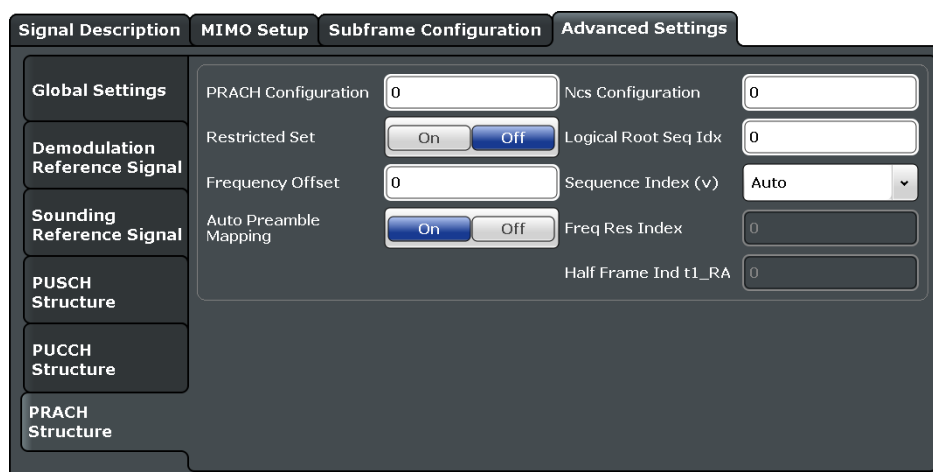 Signal Description MIMO Setup Subframe Configuration Advanced Settings
Global Settings
Demodulation
Reference Signal
Sounding
Reference Signal
PUSCH
Structure
PUCCH
Structure
PRACH
Structure
PRACH Configuration 0 Ncs Configuration 0
Restricted Set On Off Logical Root Seq Idx 0
Frequency Offset 0 Sequence Index (v) Auto
Auto Preamble
Mapping On Off Freq Res Index 0
Half Frame Ind t1_RA 0